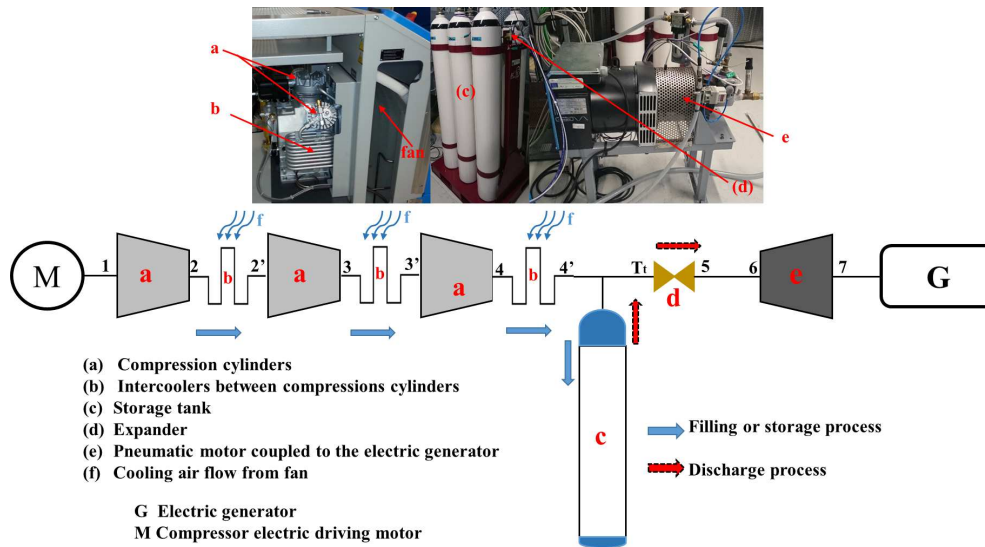 a
b
fan
(c)
(d)
e
f
f
f
M
1
a
2
b
2'
a
3
b
3'
a
4
b
4'
Tt
d
5
6
e
7
G
c
(a) Compression cylinders
(b) Intercoolers between compressions cylinders
(c) Storage tank
(d) Expander
(e) Pneumatic motor coupled to the electric generator
(f) Cooling air flow from fan
G Electric generator
M Compressor electric driving motor
Filling or storage process
Discharge process